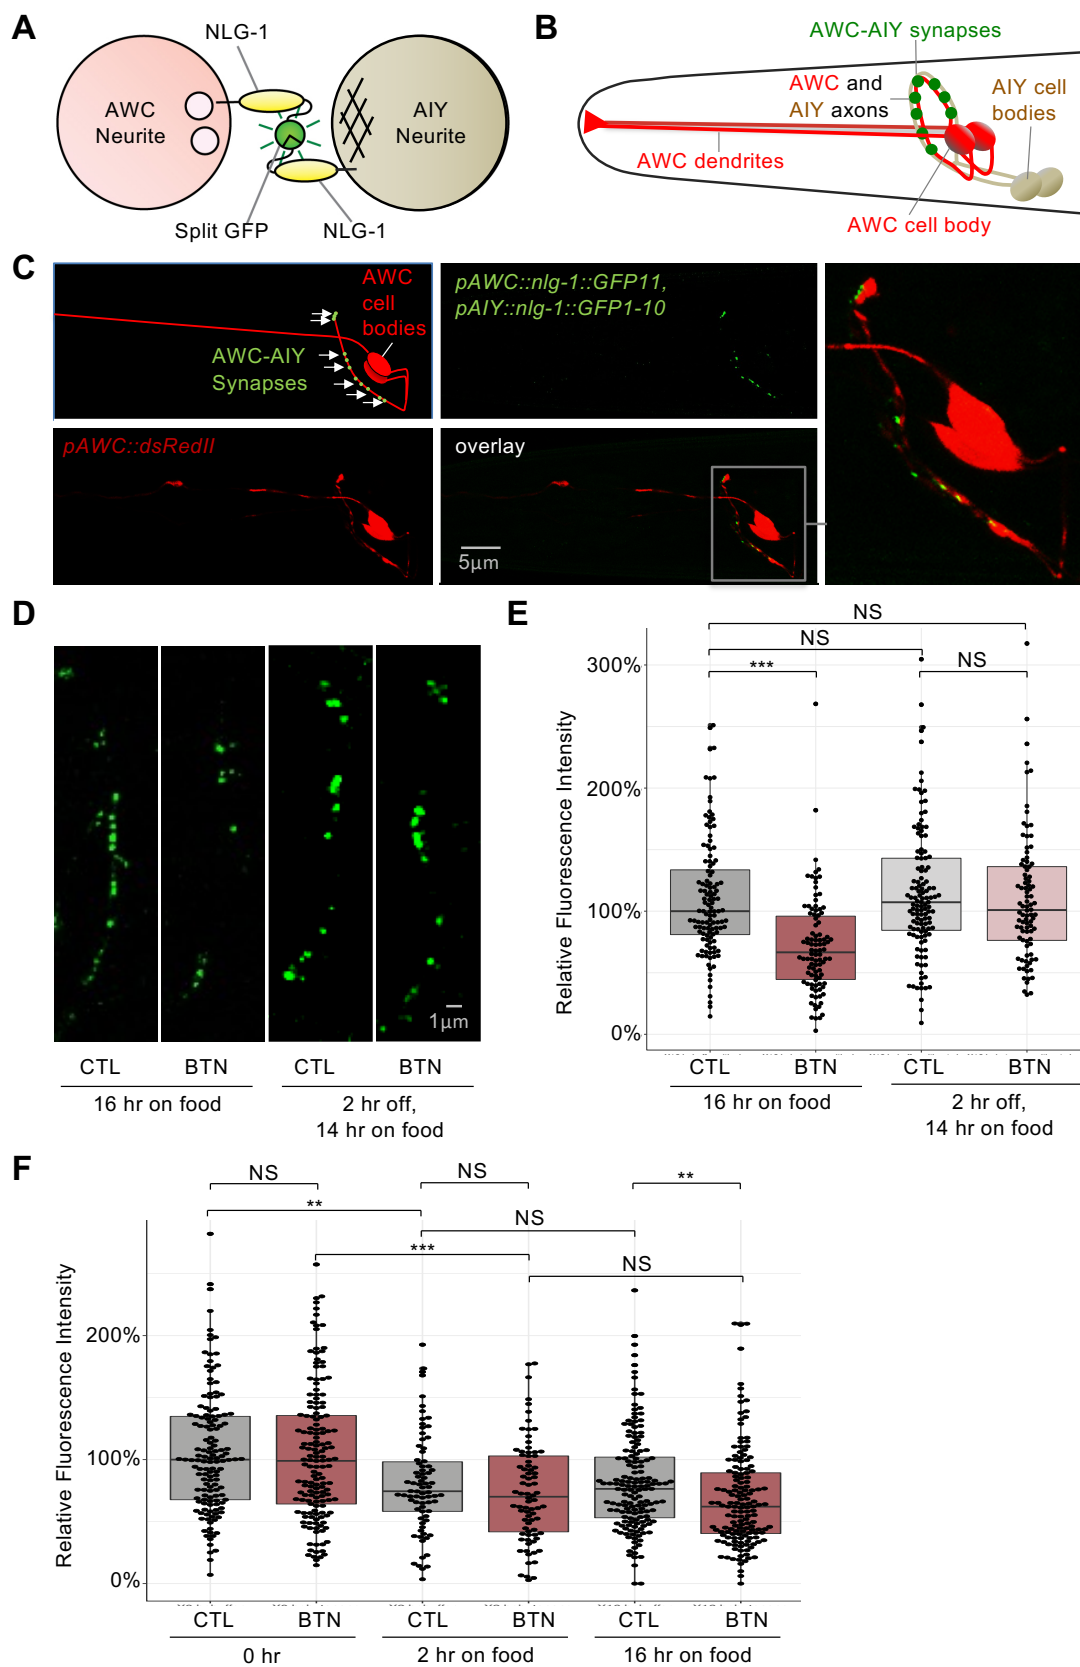 A
NLG-1
AWC
Neurite
AIY
Neurite
Split GFP
NLG-1
B
AWC-AIY synapses
AWC and
AIY axons
AIY cell
bodies
AWC dendrites
AWC cell body
C
AWC
cell
bodies
AWC-AIY
Synapses
pAWC::nlg-1::GFP11,
pAIY::nlg-1::GFP1-10
pAWC::dsRedII
overlay
5μm
D
1μm
CTL
BTN
CTL
BTN
16 hr on food
2 hr off,
14 hr on food
E
NS
NS
***
NS
Relative Fluorescence Intensity
300%
200%
100%
0%
CTL
BTN
CTL
BTN
16 hr on food
2 hr off,
14 hr on food
F
NS
NS
**
**
NS
***
NS
Relative Fluorescence Intensity
200%
100%
0%
CTL
BTN
CTL
BTN
CTL
BTN
0 hr
2 hr on food
16 hr on food